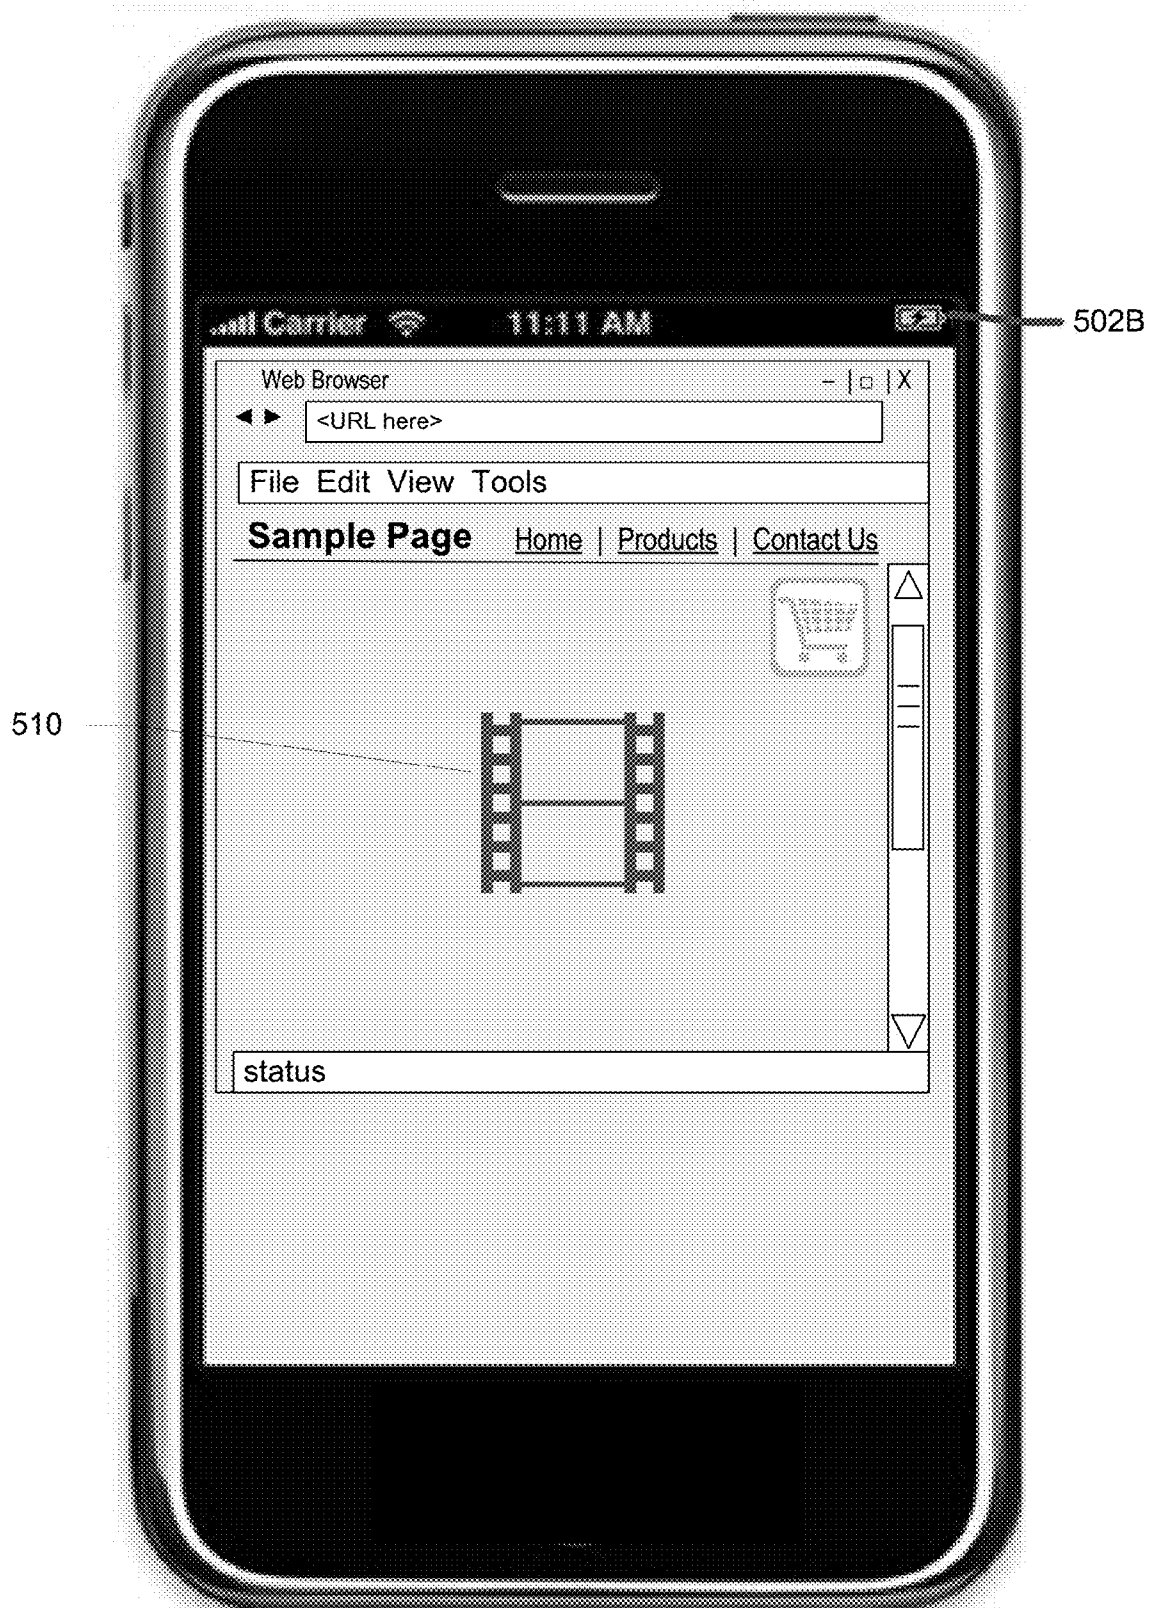 Carrier 11:11 AM
502B
Web Browser – | □ | X
<URL here>
File Edit View Tools
Sample Page Home | Products | Contact Us
510
status